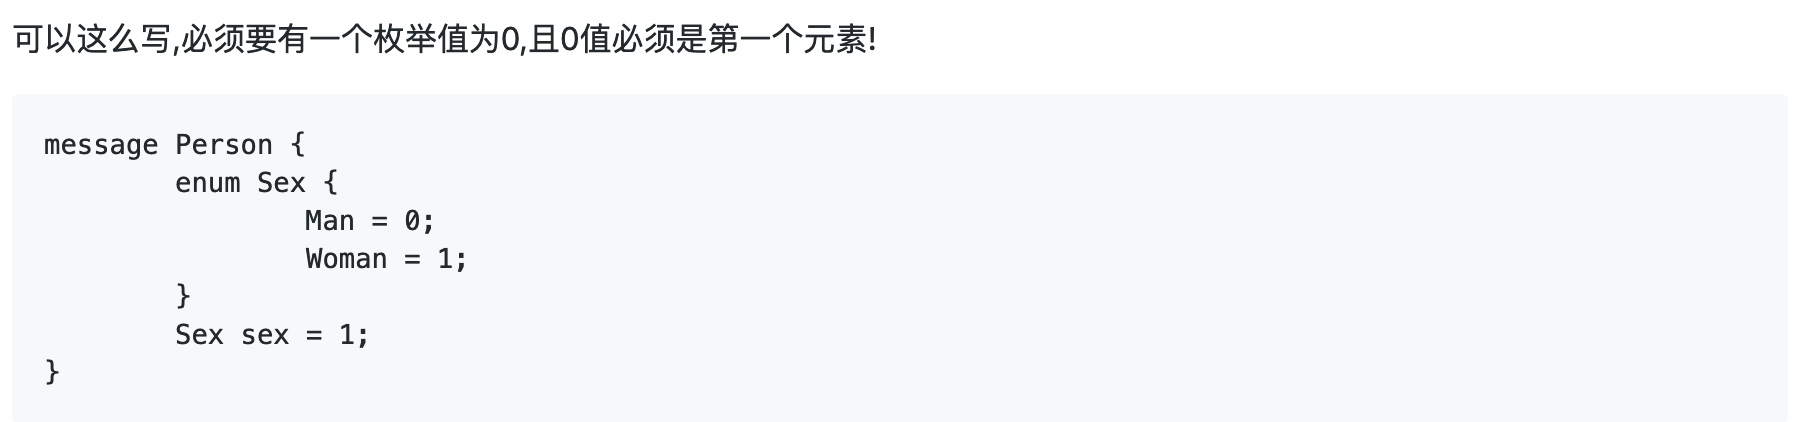 可以这么写,必须要有一个枚举值为0,且0值必须是第一个元素!
message Person {
        enum Sex {
                Man = 0;
                Woman = 1;
        }
        Sex sex = 1;
}